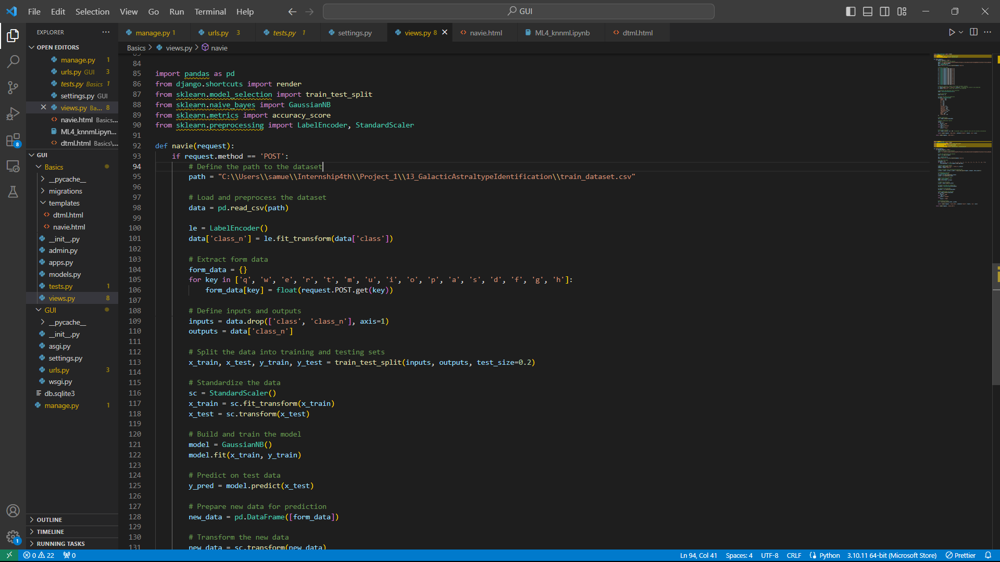 File Edit Selection View Go Run Terminal Help
GUI
EXPLORER
manage.py 1
urls.py 3
tests.py 1
settings.py
views.py 8
navie.html
ML4_knnml.ipynb
dtml.html
Basics > views.py > navie
OPEN EDITORS
manage.py 1
urls.py GUI 3
tests.py Basics 1
settings.py GUI
views.py Ba... 8
navie.html Basics...
ML4_knnml.ipyn...
dtml.html Basics\...
GUI
Basics
__pycache__
migrations
templates
dtml.html
navie.html
__init__.py
admin.py
apps.py
models.py
tests.py 1
views.py 8
GUI
__pycache__
__init__.py
asgi.py
settings.py
urls.py 3
wsgi.py
db.sqlite3
manage.py 1
OUTLINE
TIMELINE
RUNNING TASKS
8
1
83
84
85 import pandas as pd
86 from django.shortcuts import render
87 from sklearn.model_selection import train_test_split
88 from sklearn.naive_bayes import GaussianNB
89 from sklearn.metrics import accuracy_score
90 from sklearn.preprocessing import LabelEncoder, StandardScaler
91
92 def navie(request):
93 if request.method == 'POST':
94 # Define the path to the dataset
95 path = "C:\\Users\\samue\\Internship4th\\Project_1\\13_GalacticAstraltypeIdentification\\train_dataset.csv"
96
97 # Load and preprocess the dataset
98 data = pd.read_csv(path)
99
100 le = LabelEncoder()
101 data['class_n'] = le.fit_transform(data['class'])
102
103 # Extract form data
104 form_data = {}
105 for key in ['q', 'w', 'e', 'r', 't', 'm', 'u', 'i', 'o', 'p', 'a', 's', 'd', 'f', 'g', 'h']:
106 form_data[key] = float(request.POST.get(key))
107
108 # Define inputs and outputs
109 inputs = data.drop(['class', 'class_n'], axis=1)
110 outputs = data['class_n']
111
112 # Split the data into training and testing sets
113 x_train, x_test, y_train, y_test = train_test_split(inputs, outputs, test_size=0.2)
114
115 # Standardize the data
116 sc = StandardScaler()
117 x_train = sc.fit_transform(x_train)
118 x_test = sc.transform(x_test)
119
120 # Build and train the model
121 model = GaussianNB()
122 model.fit(x_train, y_train)
123
124 # Predict on test data
125 y_pred = model.predict(x_test)
126
127 # Prepare new data for prediction
128 new_data = pd.DataFrame([form_data])
129
130 # Transform the new data
131 new_data = sc.transform(new_data)
0 22 0
Ln 94, Col 41 Spaces: 4 UTF-8 CRLF Python 3.10.11 64-bit (Microsoft Store) Prettier